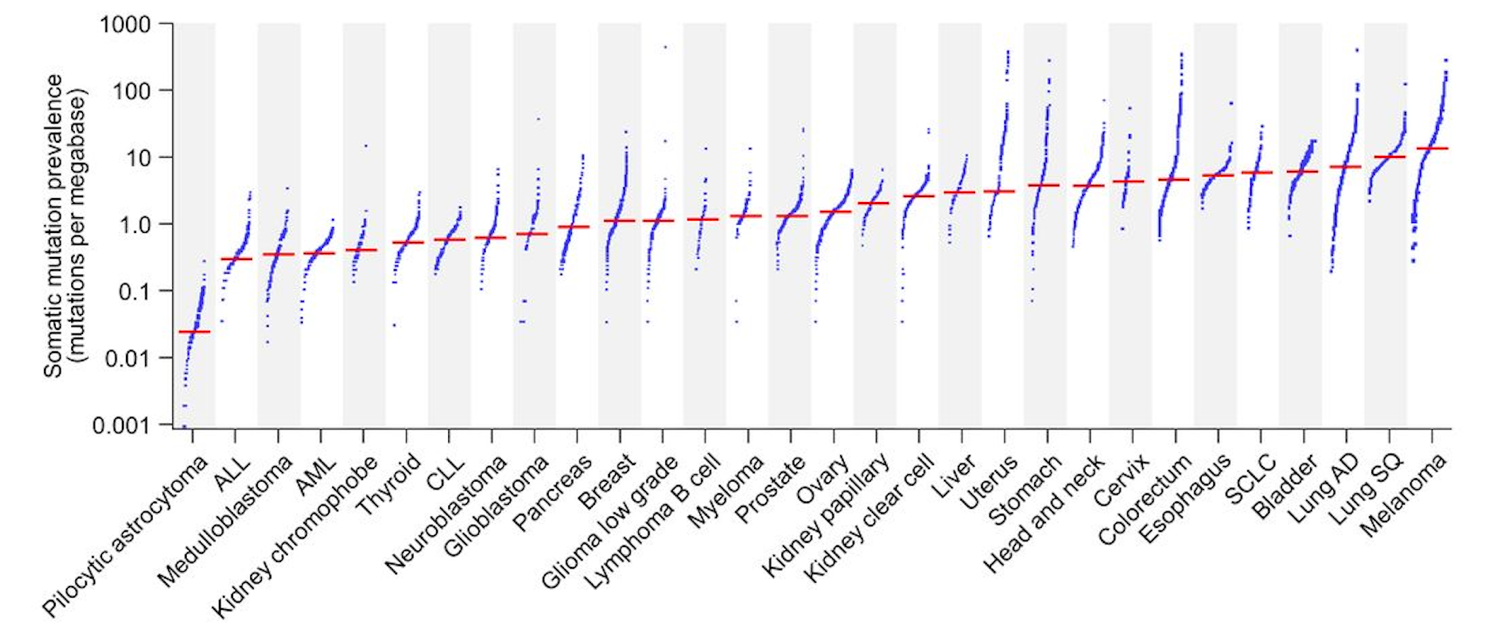 Somatic mutation prevalence
(mutations per megabase)
1000
100
10
1.0
0.1
0.01
0.001
Pilocytic astrocytoma
ALL
Medulloblastoma
AML
Kidney chromophobe
Thyroid
CLL
Neuroblastoma
Glioblastoma
Pancreas
Breast
Glioma low grade
Lymphoma B cell
Myeloma
Prostate
Ovary
Kidney papillary
Kidney clear cell
Liver
Uterus
Stomach
Head and neck
Cervix
Colorectum
Esophagus
SCLC
Bladder
Lung AD
Lung SQ
Melanoma